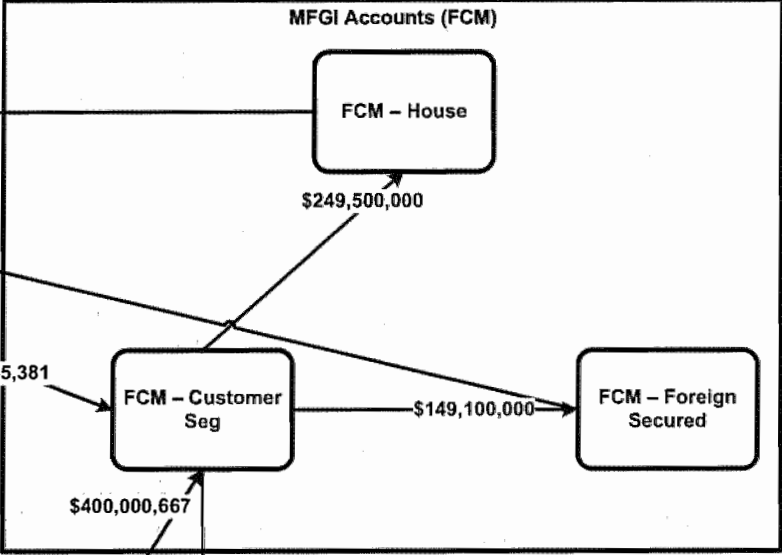 MFGI Accounts (FCM)
FCM – House
$249,500,000
5,381
FCM – Customer
Seg
$149,100,000
FCM – Foreign
Secured
$400,000,667